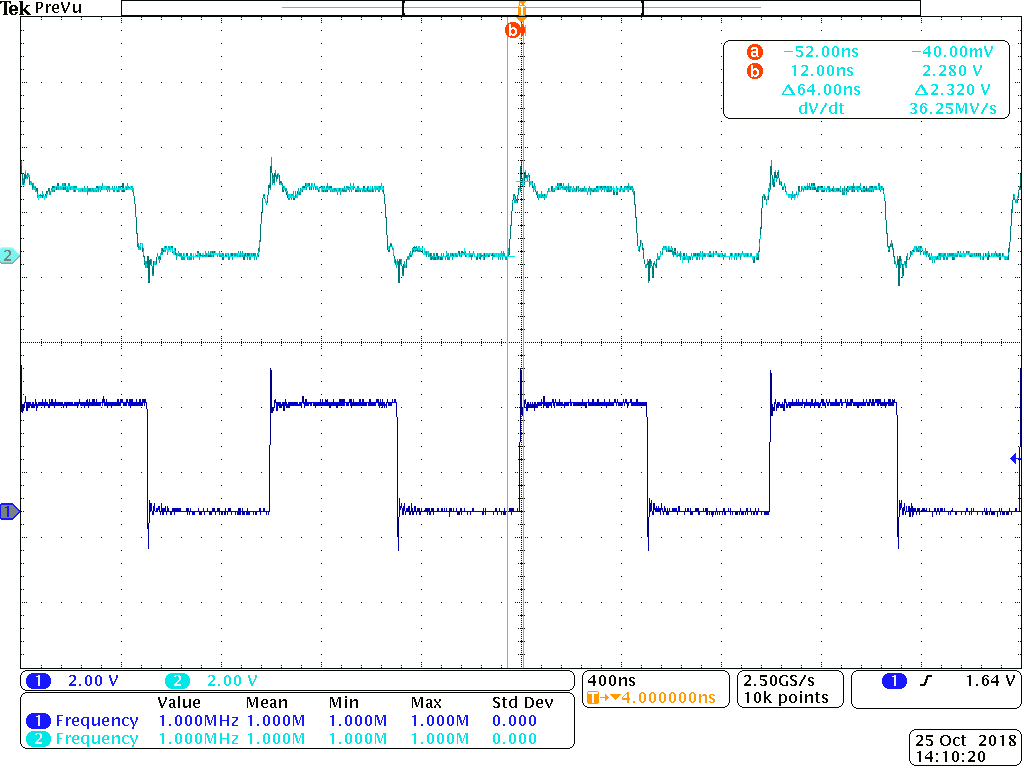 Tek PreVu
T
b
a −52.00ns −40.00mV
b 12.00ns 2.280 V
Δ64.00ns Δ2.320 V
dV/dt 36.25MV/s
2
1
1 2.00 V 2 2.00 V
400ns 2.50GS/s 1 1.64 V
T→▼4.000000ns 10k points
Value Mean Min Max Std Dev
1 Frequency 1.000MHz 1.000M 1.000M 1.000M 0.000
2 Frequency 1.000MHz 1.000M 1.000M 1.000M 0.000
25 Oct 2018
14:10:20